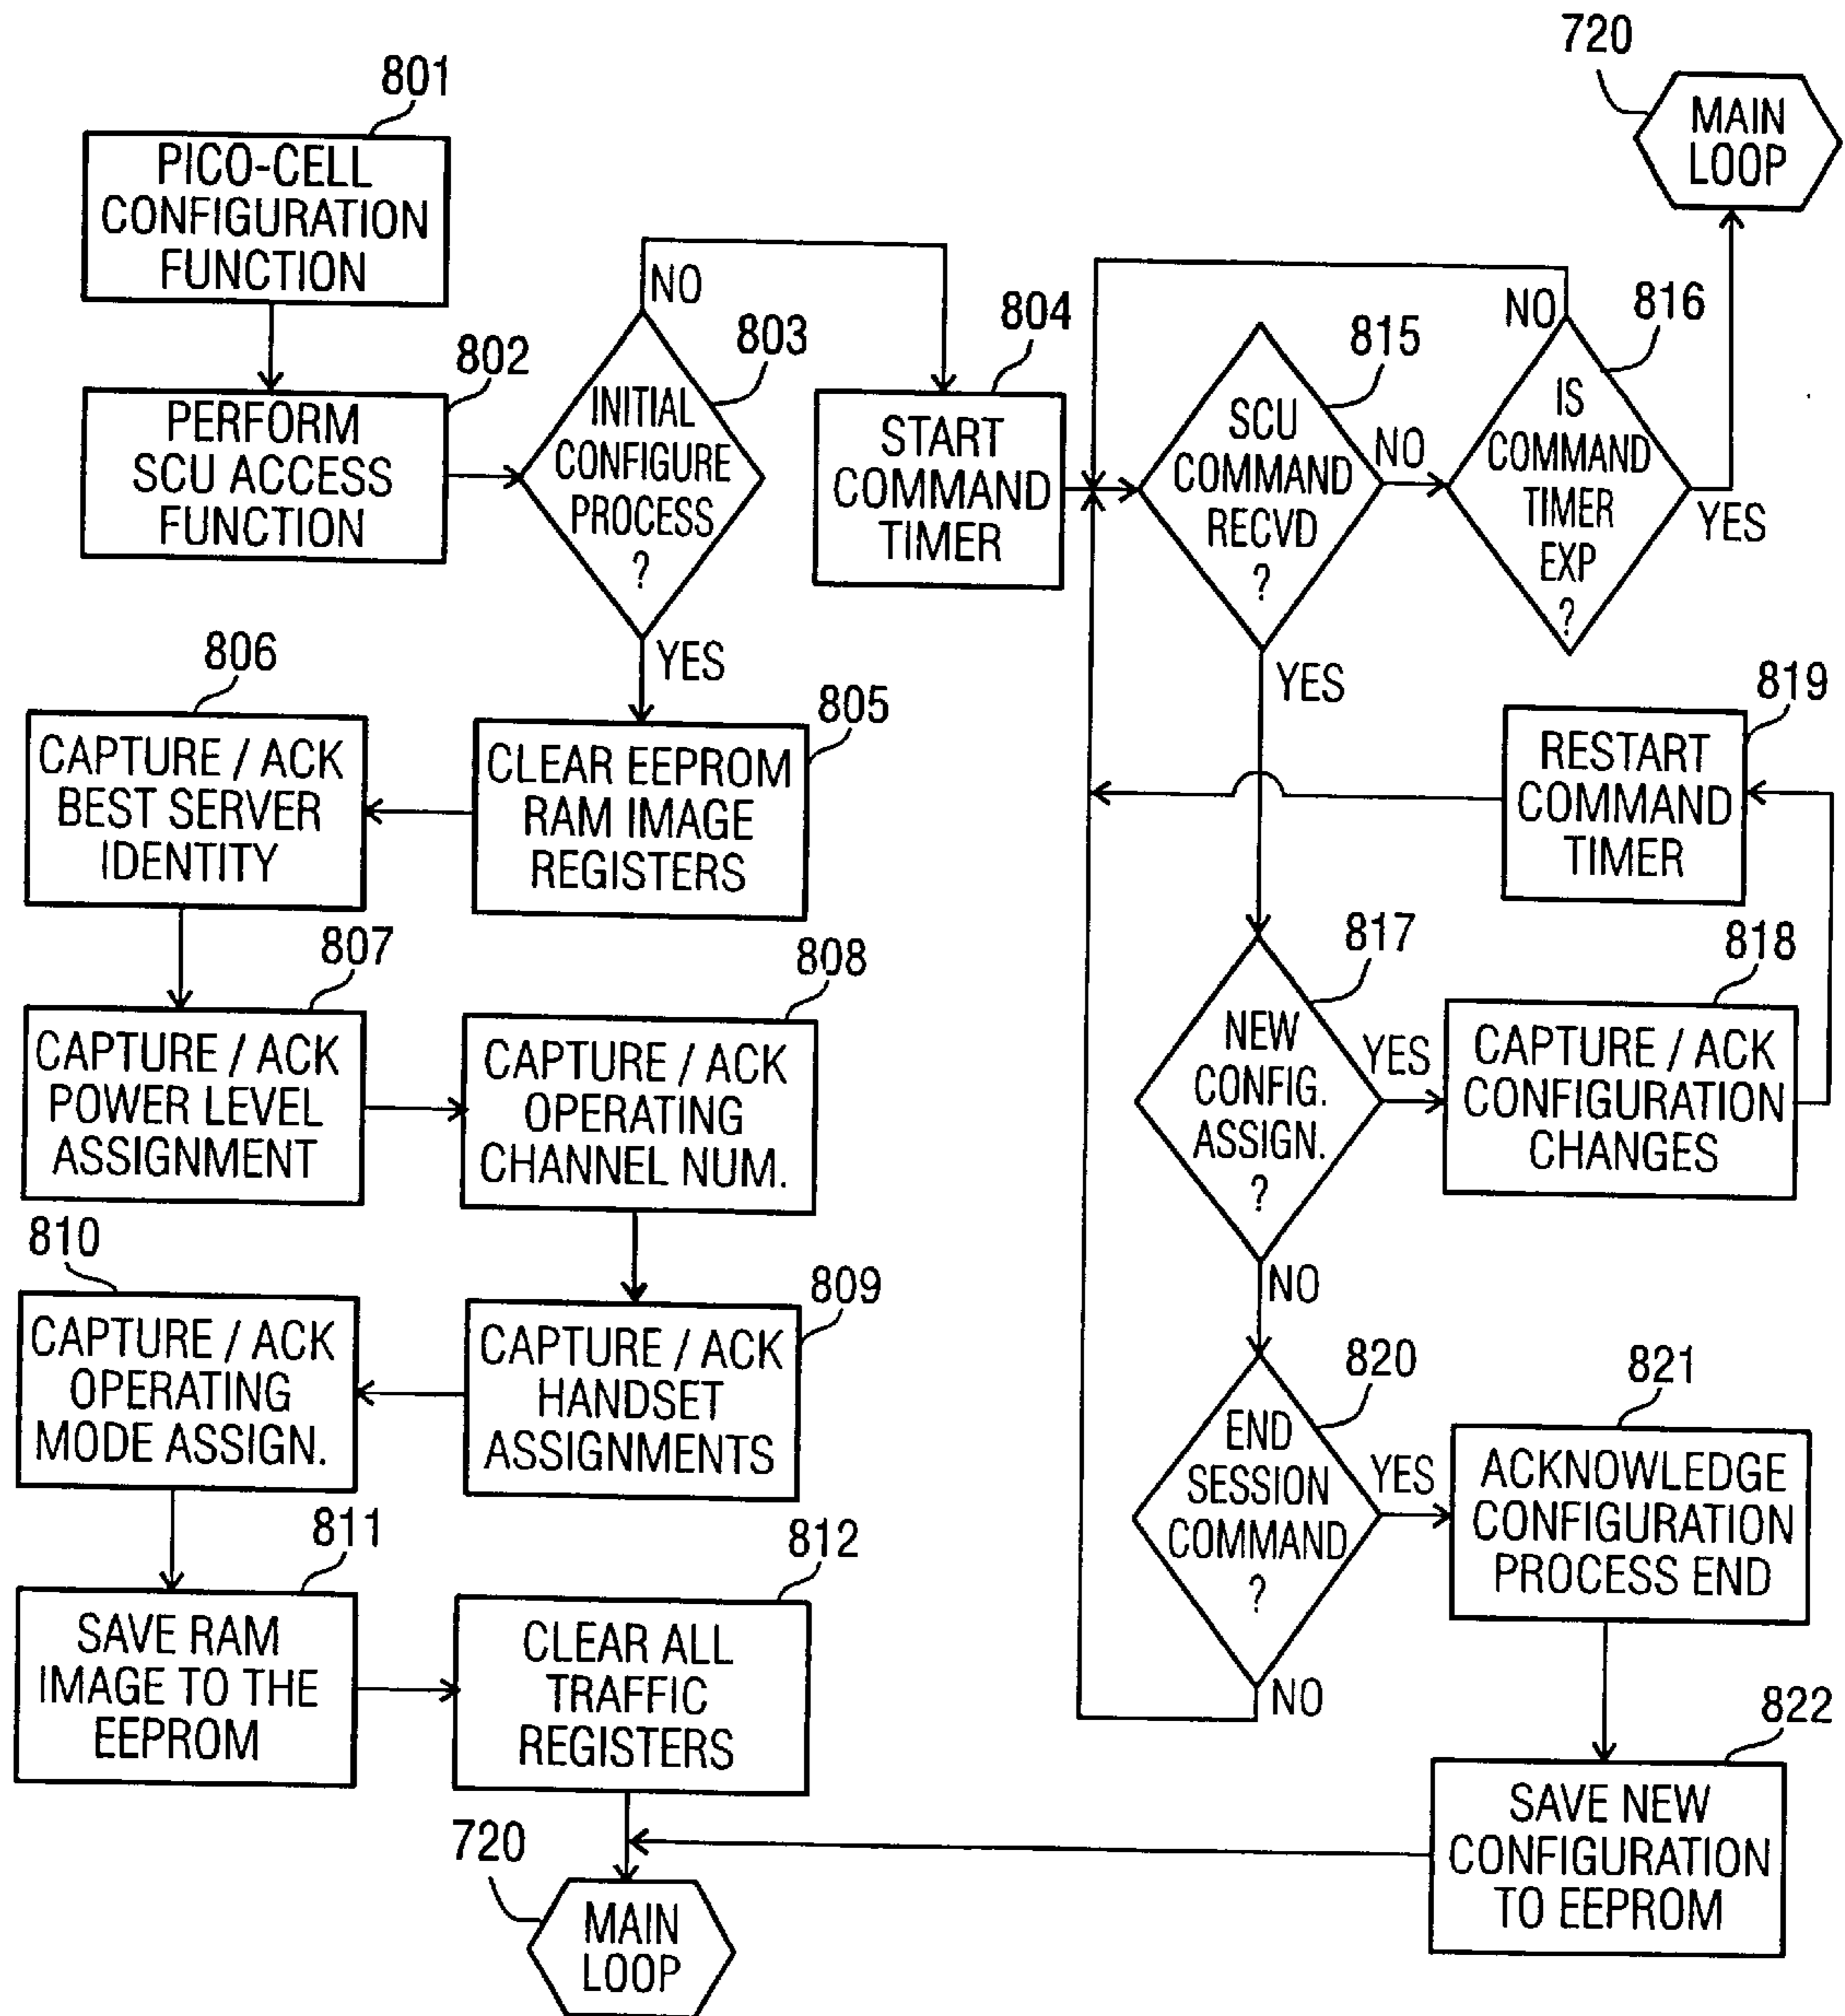 801
PICO-CELL
CONFIGURATION
FUNCTION
802
PERFORM
SCU ACCESS
FUNCTION
803
INITIAL
CONFIGURE
PROCESS
?
NO
YES
804
START
COMMAND
TIMER
815
SCU
COMMAND
RECVD
?
NO
YES
816
IS
COMMAND
TIMER
EXP
?
NO
YES
720
MAIN
LOOP
805
CLEAR EEPROM
RAM IMAGE
REGISTERS
806
CAPTURE / ACK
BEST SERVER
IDENTITY
807
CAPTURE / ACK
POWER LEVEL
ASSIGNMENT
808
CAPTURE / ACK
OPERATING
CHANNEL NUM.
809
CAPTURE / ACK
HANDSET
ASSIGNMENTS
810
CAPTURE / ACK
OPERATING
MODE ASSIGN.
811
SAVE RAM
IMAGE TO THE
EEPROM
812
CLEAR ALL
TRAFFIC
REGISTERS
720
MAIN
LOOP
817
NEW
CONFIG.
ASSIGN.
?
YES
NO
818
CAPTURE / ACK
CONFIGURATION
CHANGES
819
RESTART
COMMAND
TIMER
820
END
SESSION
COMMAND
?
YES
NO
821
ACKNOWLEDGE
CONFIGURATION
PROCESS END
822
SAVE NEW
CONFIGURATION
TO EEPROM